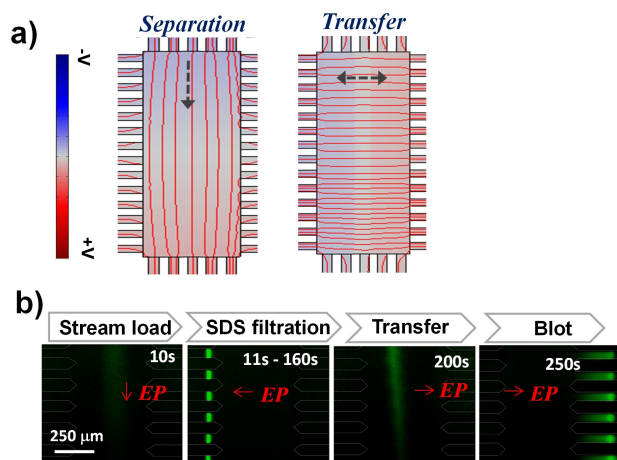 a)
Separation
Transfer
-V
+V
b)
Stream load
SDS filtration
Transfer
Blot
10s
11s - 160s
200s
250s
EP
EP
EP
EP
250 μm